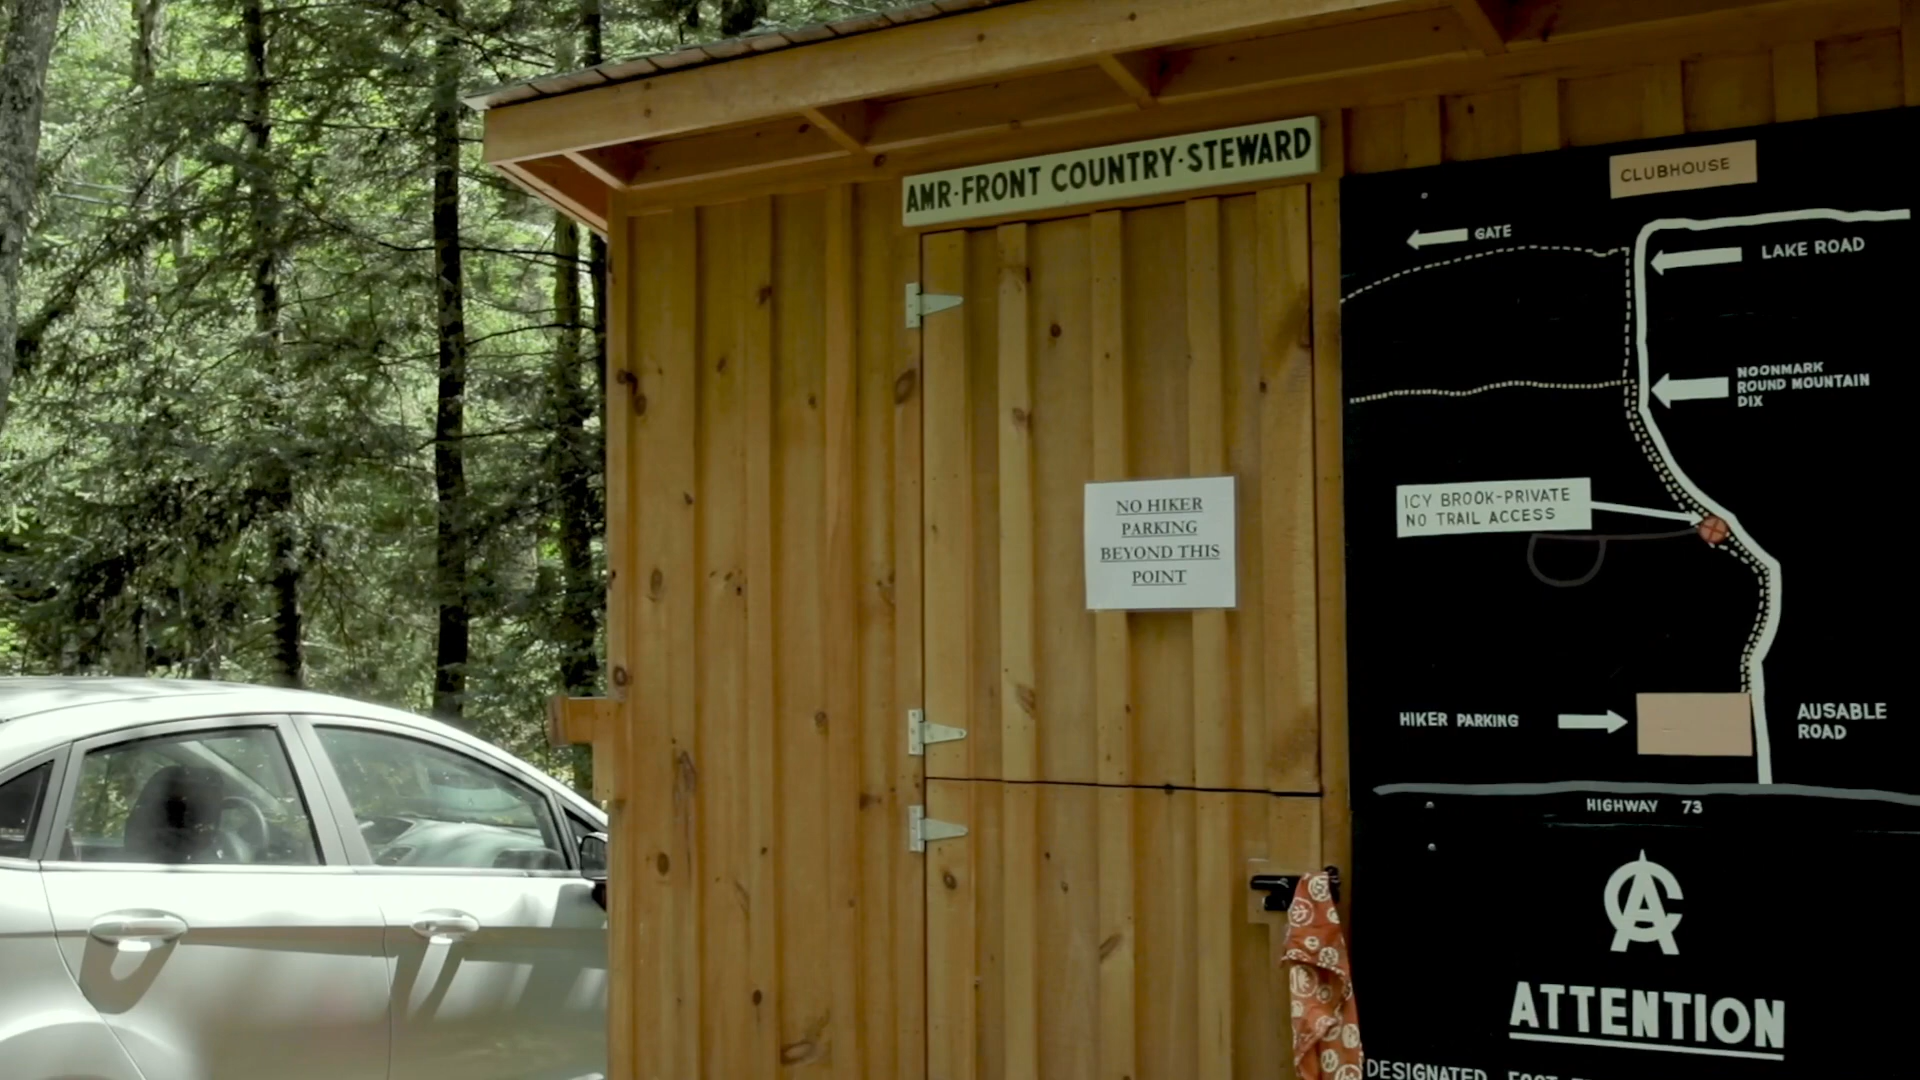 AMR·FRONT COUNTRY·STEWARD
NO HIKER
PARKING
BEYOND THIS
POINT
CLUBHOUSE
GATE
LAKE ROAD
NOONMARK
ROUND MOUNTAIN
DIX
ICY BROOK-PRIVATE
NO TRAIL ACCESS
HIKER PARKING
AUSABLE
ROAD
HIGHWAY 73
ATTENTION
DESIGNATED